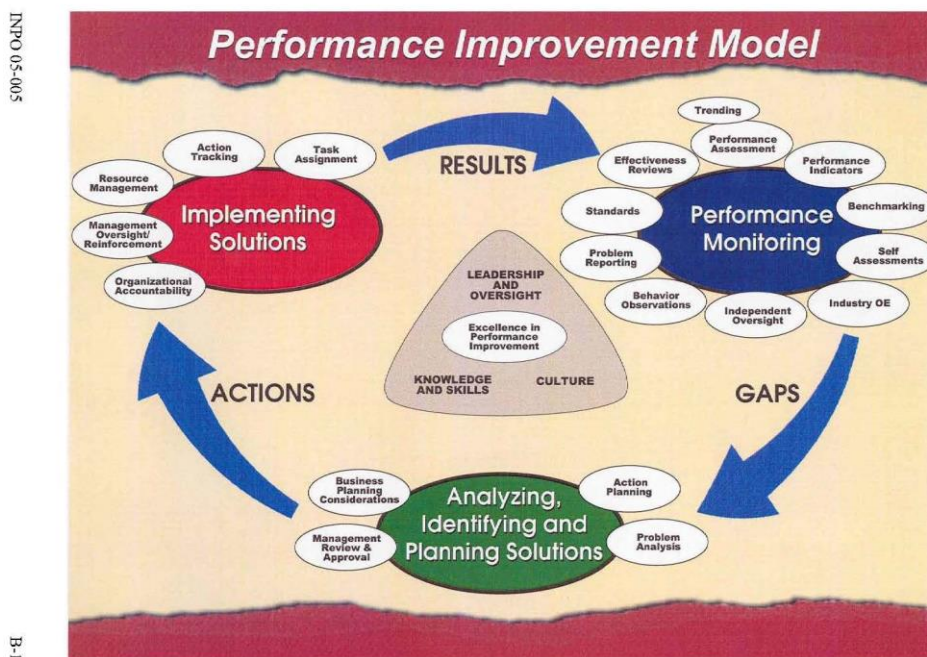 INPO 05-005
Performance Improvement Model
Trending
Action
Tracking
Task
Assignment
Performance
Assessment
RESULTS
Effectiveness
Reviews
Performance
Indicators
Resource
Management
Implementing
Solutions
Standards
Performance
Monitoring
Benchmarking
Management
Oversight/
Reinforcement
Problem
Reporting
Self
Assessments
Organizational
Accountability
LEADERSHIP
AND
OVERSIGHT
Behavior
Observations
Independent
Oversight
Industry OE
Excellence in
Performance
Improvement
KNOWLEDGE
AND SKILLS
CULTURE
ACTIONS
GAPS
Business
Planning
Considerations
Analyzing,
Identifying and
Planning Solutions
Action
Planning
Management
Review &
Approval
Problem
Analysis
B-1